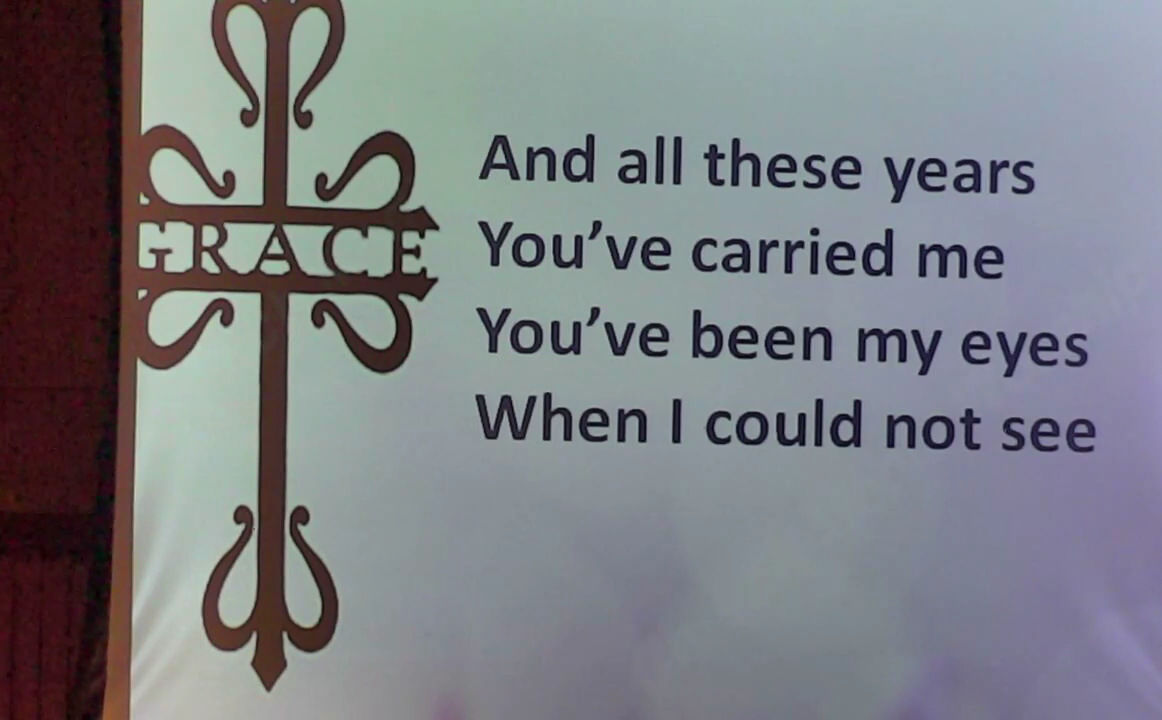 GRACE
And all these years
You've carried me
You've been my eyes
When I could not see